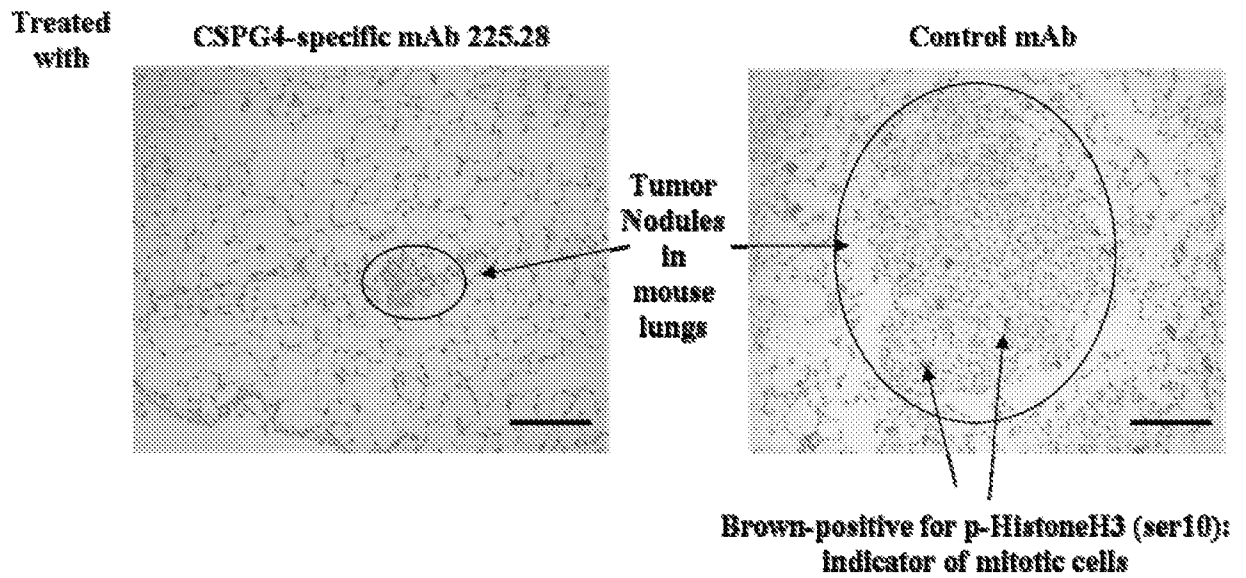 Treated
with
CSPG4-specific mAb 225.28
Control mAb
Tumor
Nodules
in
mouse
lungs
Brown-positive for p-HistoneH3 (ser10):
indicator of mitotic cells